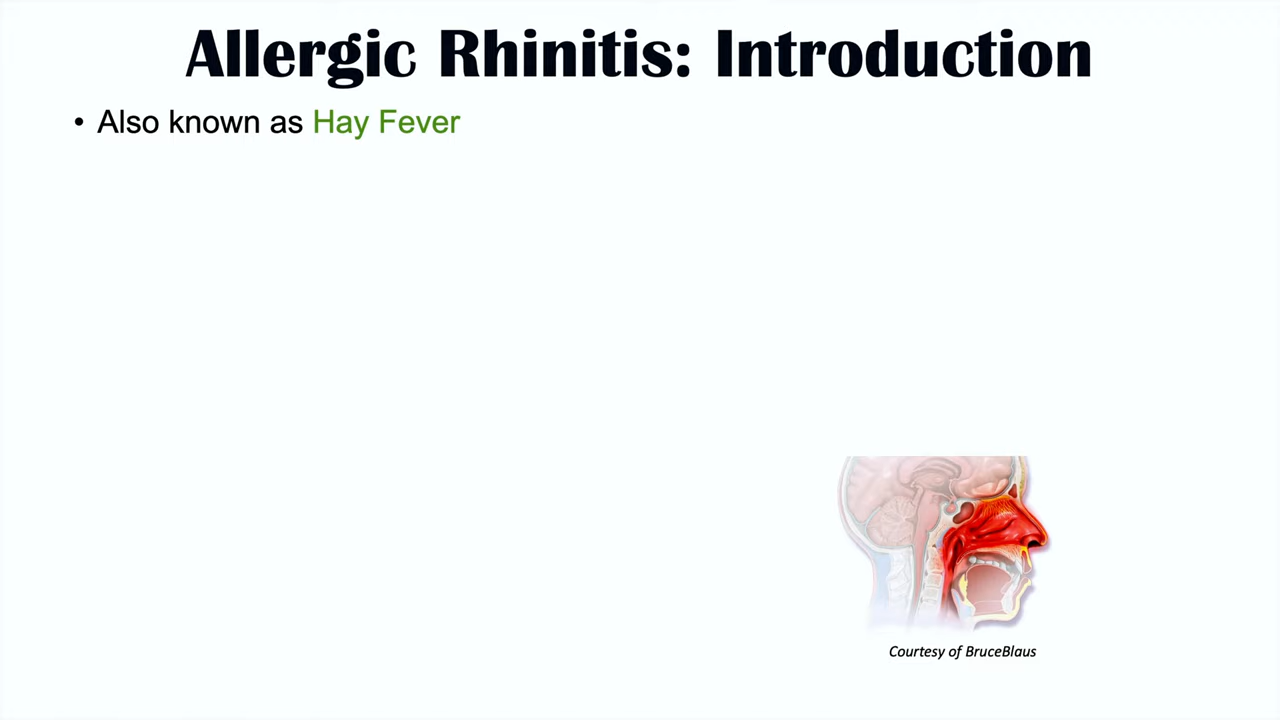 Allergic Rhinitis: Introduction
• Also known as Hay Fever
Courtesy of BruceBlaus